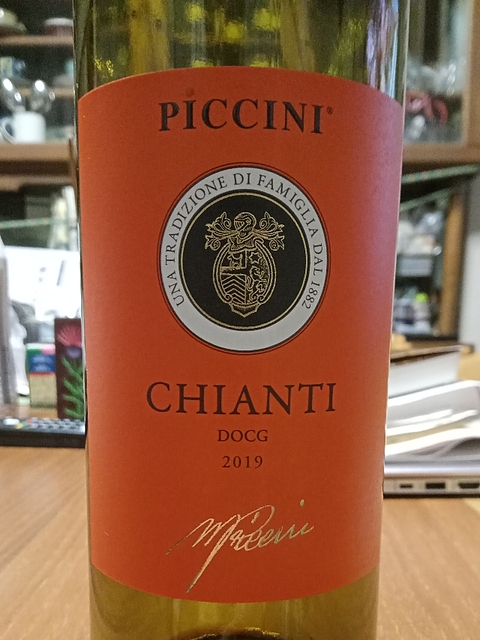 PICCINI®
UNA TRADIZIONE DI FAMIGLIA DAL 1882
CHIANTI
DOCG
2019